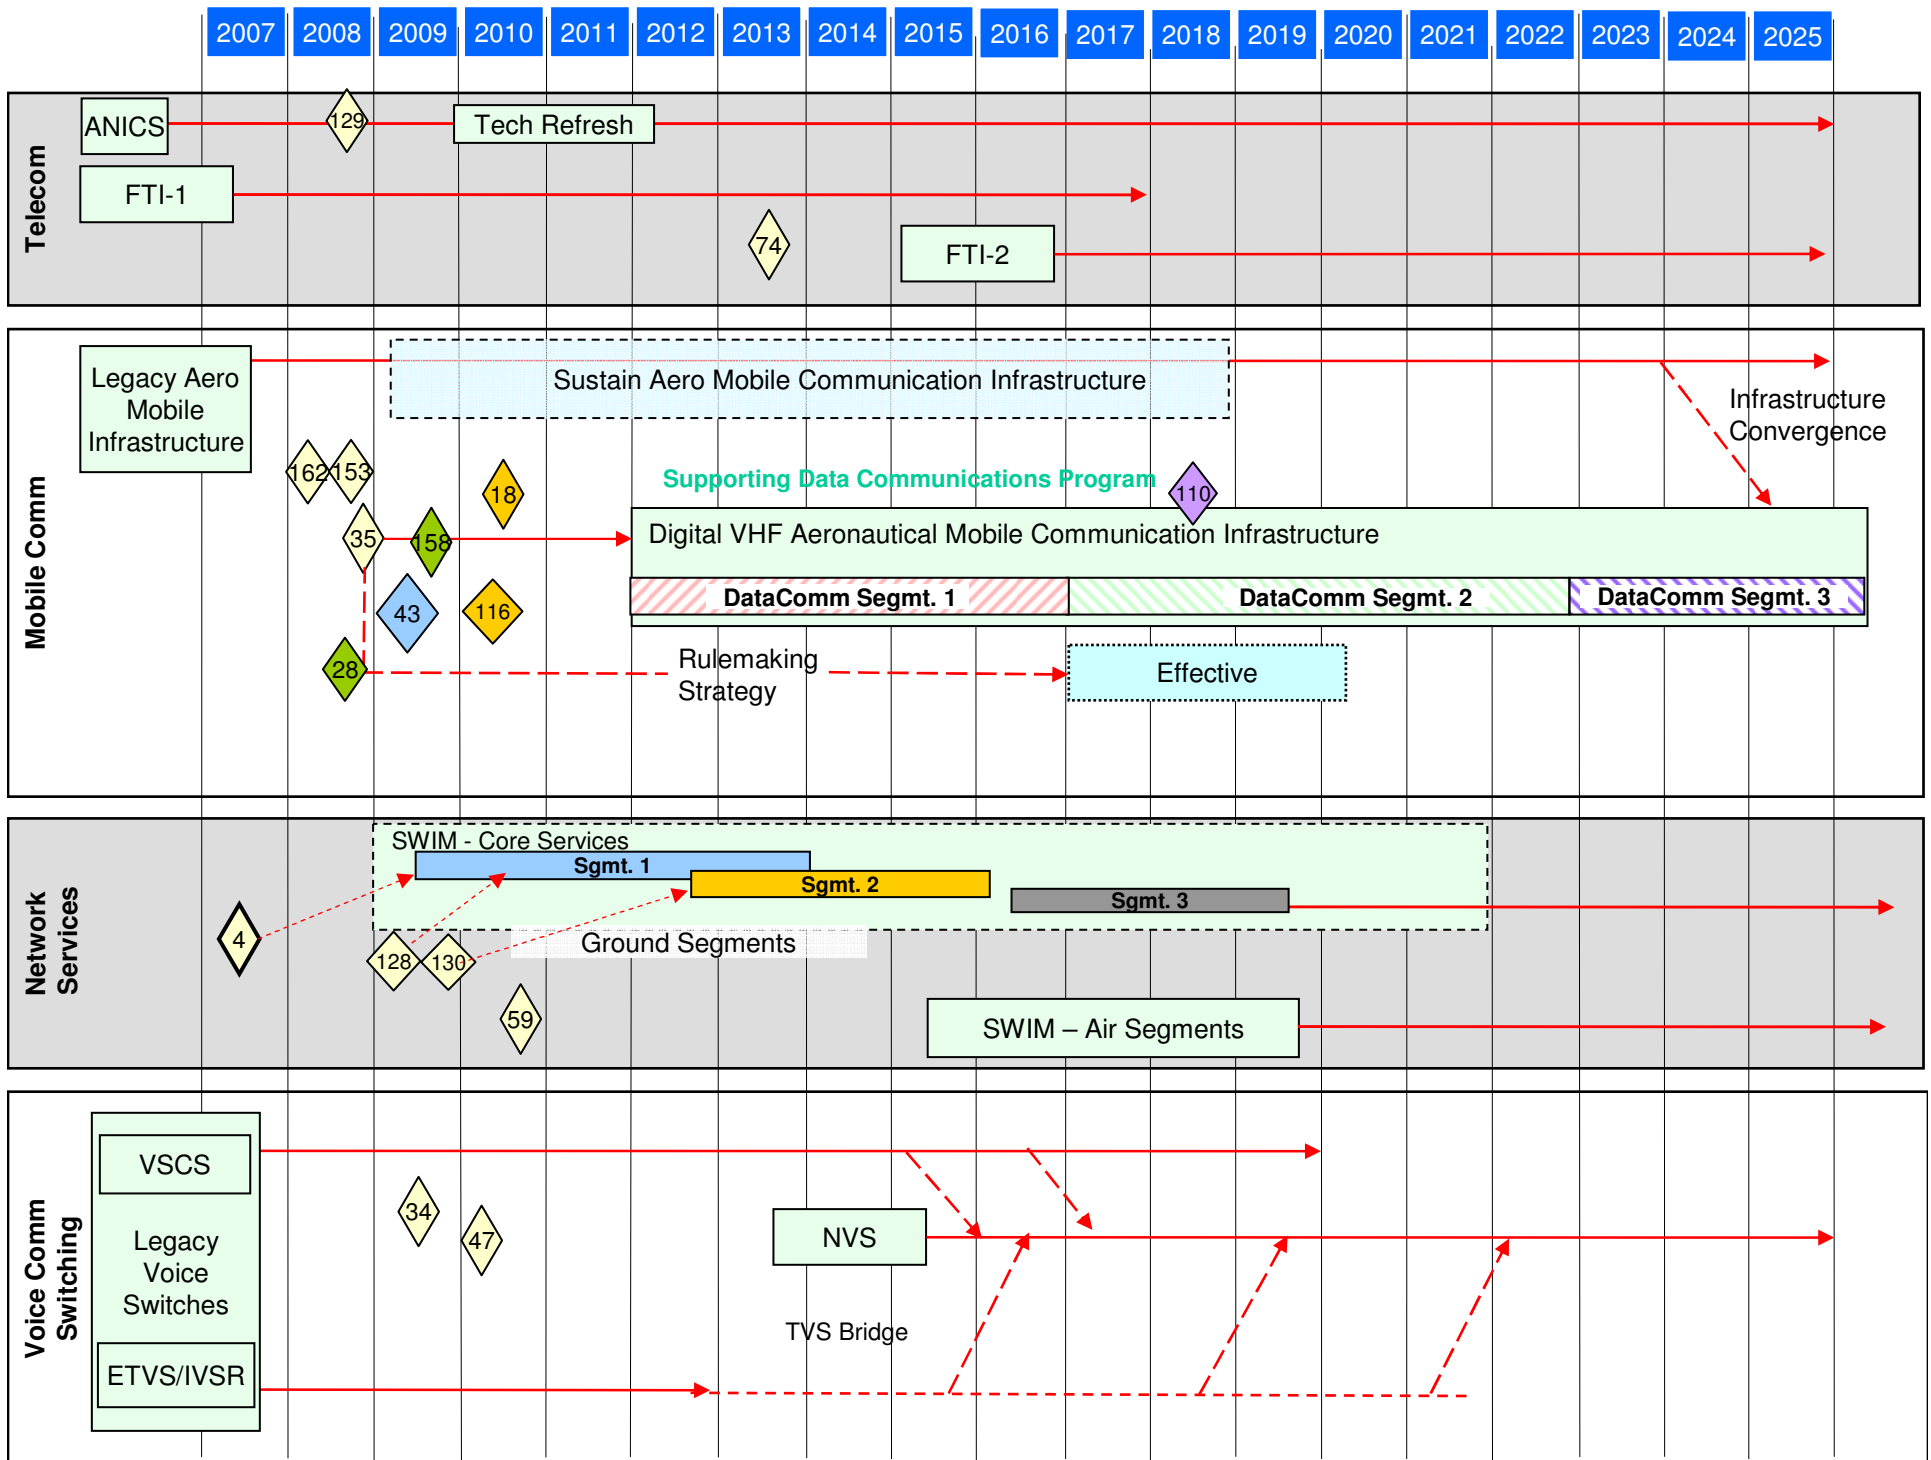 2007 2008 2009 2010 2011 2012 2013 2014 2015 2016 2017 2018 2019 2020 2021 2022 2023 2024 2025
Telecom
ANICS
129
Tech Refresh
FTI-1
74
FTI-2
Mobile Comm
Legacy Aero
Mobile
Infrastructure
Sustain Aero Mobile Communication Infrastructure
Infrastructure
Convergence
162
153
18
Supporting Data Communications Program
110
35
158
Digital VHF Aeronautical Mobile Communication Infrastructure
43
116
DataComm Segmt. 1
DataComm Segmt. 2
DataComm Segmt. 3
28
Rulemaking
Strategy
Effective
Network
Services
SWIM - Core Services
Sgmt. 1
Sgmt. 2
Sgmt. 3
4
128
130
Ground Segments
59
SWIM – Air Segments
Voice Comm
Switching
VSCS
34
47
Legacy
Voice
Switches
NVS
TVS Bridge
ETVS/IVSR